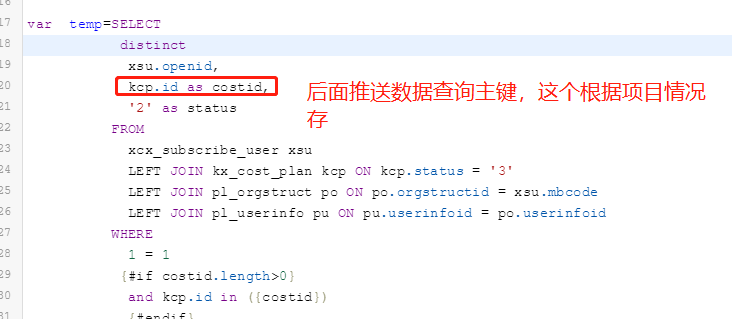 17 var  temp=SELECT
18 distinct
19 xsu.openid,
20 kcp.id as costid,
后面推送数据查询主键，这个根据项目情况
存
21 '2' as status
22 FROM
23 xcx_subscribe_user xsu
24 LEFT JOIN kx_cost_plan kcp ON kcp.status = '3'
25 LEFT JOIN pl_orgstruct po ON po.orgstructid = xsu.mbcode
26 LEFT JOIN pl_userinfo pu ON pu.userinfoid = po.userinfoid
27 WHERE
28 1 = 1
29 {#if costid.length>0}
30 and kcp.id in ({costid})
31 {#endif}